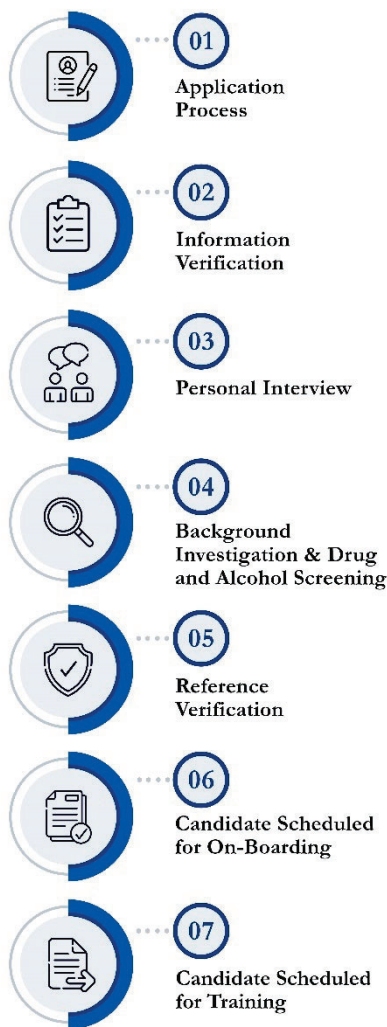 01
Application
Process
02
Information
Verification
03
Personal Interview
04
Background
Investigation & Drug
and Alcohol Screening
05
Reference
Verification
06
Candidate Scheduled
for On-Boarding
07
Candidate Scheduled
for Training